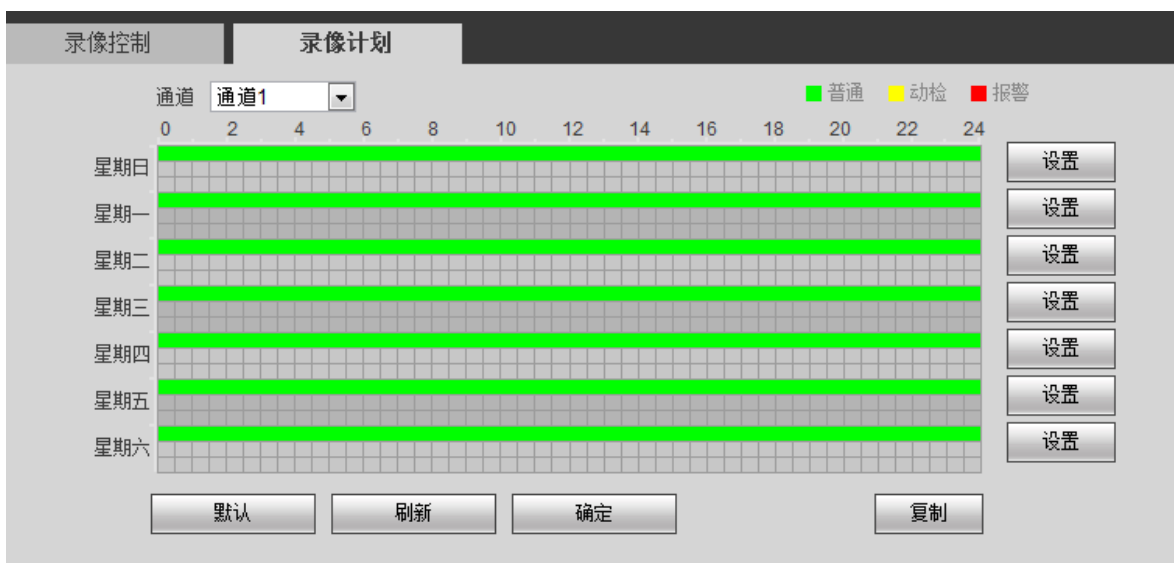 录像控制 录像计划
通道 通道1 普通 动检 报警
0 2 4 6 8 10 12 14 16 18 20 22 24
星期日 设置
星期一 设置
星期二 设置
星期三 设置
星期四 设置
星期五 设置
星期六 设置
默认 刷新 确定 复制